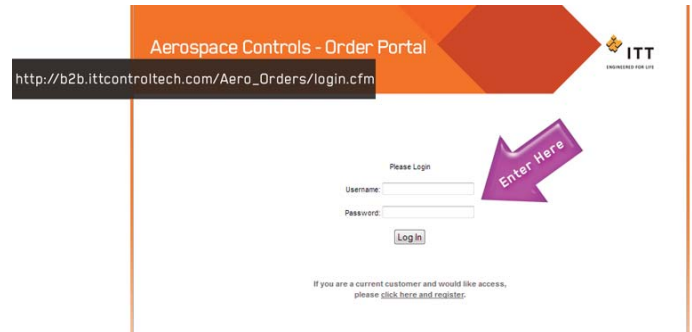 Aerospace Controls - Order Portal
ITT
ENGINEERED FOR LIFE
http://b2b.ittcontroltech.com/Aero_Orders/login.cfm
Enter Here
Please Login
Username:
Password:
Log In
If you are a current customer and would like access,
please click here and register.